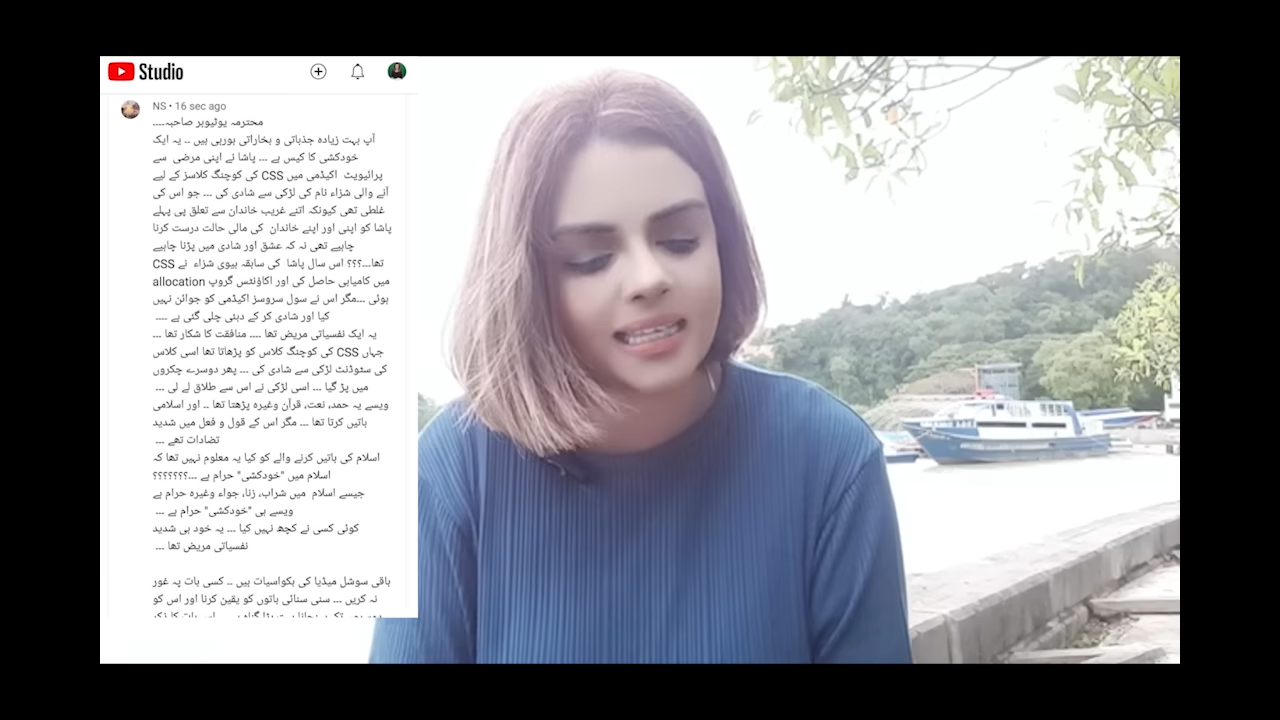 Studio
NS • 16 sec ago
محترمہ یوٹیوبر صاحبہ....
آپ بہت زیادہ جذباتی و بخاراتی ہورہی ہیں .. یہ ایک
خودکشی کا کیس ہے ... پاشا نے اپنی مرضی سے
پرائیویٹ اکیڈمی میں CSS کی کوچنگ کلاسز کے لیے
آنے والی شزاء نام کی لڑکی سے شادی کی ... جو اس کی
غلطی تھی کیونکہ اتنے غریب خاندان سے تعلق پی پہلے
پاشا کو اپنی اور اپنے خاندان کی مالی حالت درست کرنا
چاہیے تھی نہ کہ عشق اور شادی میں پڑنا چاہیے
تھا...؟؟؟ اس سال پاشا کی سابقہ بیوی شزاء نے CSS
میں کامیابی حاصل کی اور اکاؤنٹس گروپ allocation
ہوئی ...مگر اس نے سول سروسز اکیڈمی کو جوائن نہیں
کیا اور شادی کر کے دبئی چلی گئی ہے ....
یہ ایک نفسیاتی مریض تھا .... منافقت کا شکار تھا ...
جہاں CSS کی کوچنگ کلاس کو پڑھاتا تھا اسی کلاس
کی سٹوڈنٹ لڑکی سے شادی کی ... پھر دوسرے چکروں
میں پڑ گیا ... اسی لڑکی نے اس سے طلاق لے لی ...
ویسے یہ حمد، نعت، قرآن وغیرہ پڑھتا تھا .. اور اسلامی
باتیں کرتا تھا ... مگر اس کے قول و فعل میں شدید
تضادات تھے ...
اسلام کی باتیں کرنے والے کو کیا یہ معلوم نہیں تھا کہ
اسلام میں "خودکشی" حرام ہے ...؟؟؟؟؟؟؟
جیسے اسلام میں شراب، زنا، جواء وغیرہ حرام ہے
ویسے ہی "خودکشی" حرام ہے ...
کوئی کسی نے کچھ نہیں کیا ... یہ خود ہی شدید
نفسیاتی مریض تھا ...
باقی سوشل میڈیا کی بکواسیات ہیں .. کسی بات پہ غور
نہ کریں ... سنی سنائی باتوں کو یقین کرنا اور اس کو